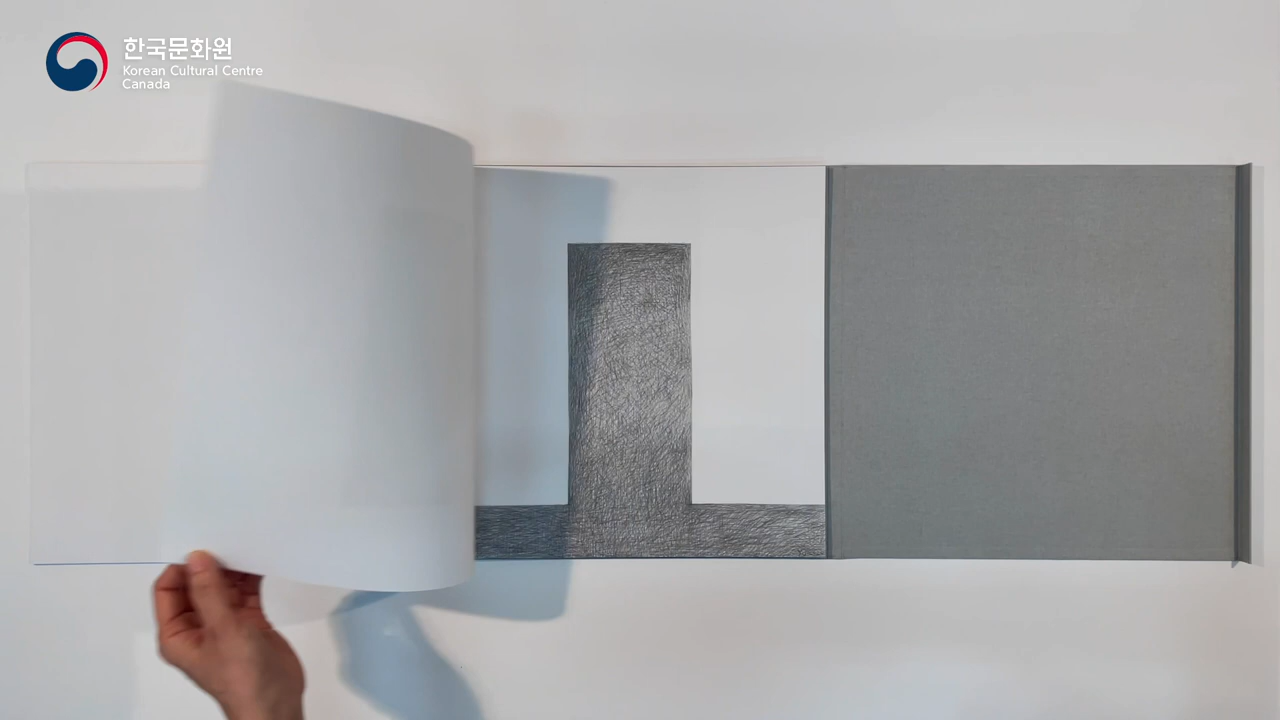 한국문화원
Korean Cultural Centre
Canada